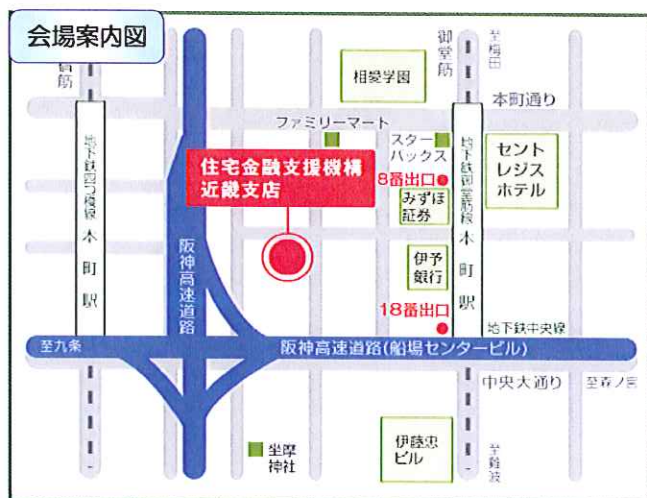 会場案内図
筋
御堂筋
至梅田
相愛学園
本町通り
ファミリーマート
スター
バックス
セント
レジス
ホテル
住宅金融支援機構
近畿支店
8番出口
みずほ
証券
地下鉄四つ橋線
本町駅
地下鉄御堂筋線
本町駅
阪神高速道路
伊予
銀行
18番出口
地下鉄中央線
至九条
阪神高速道路(船場センタービル)
中央大通り
至森ノ宮
坐摩
神社
伊藤忠
ビル
至難波